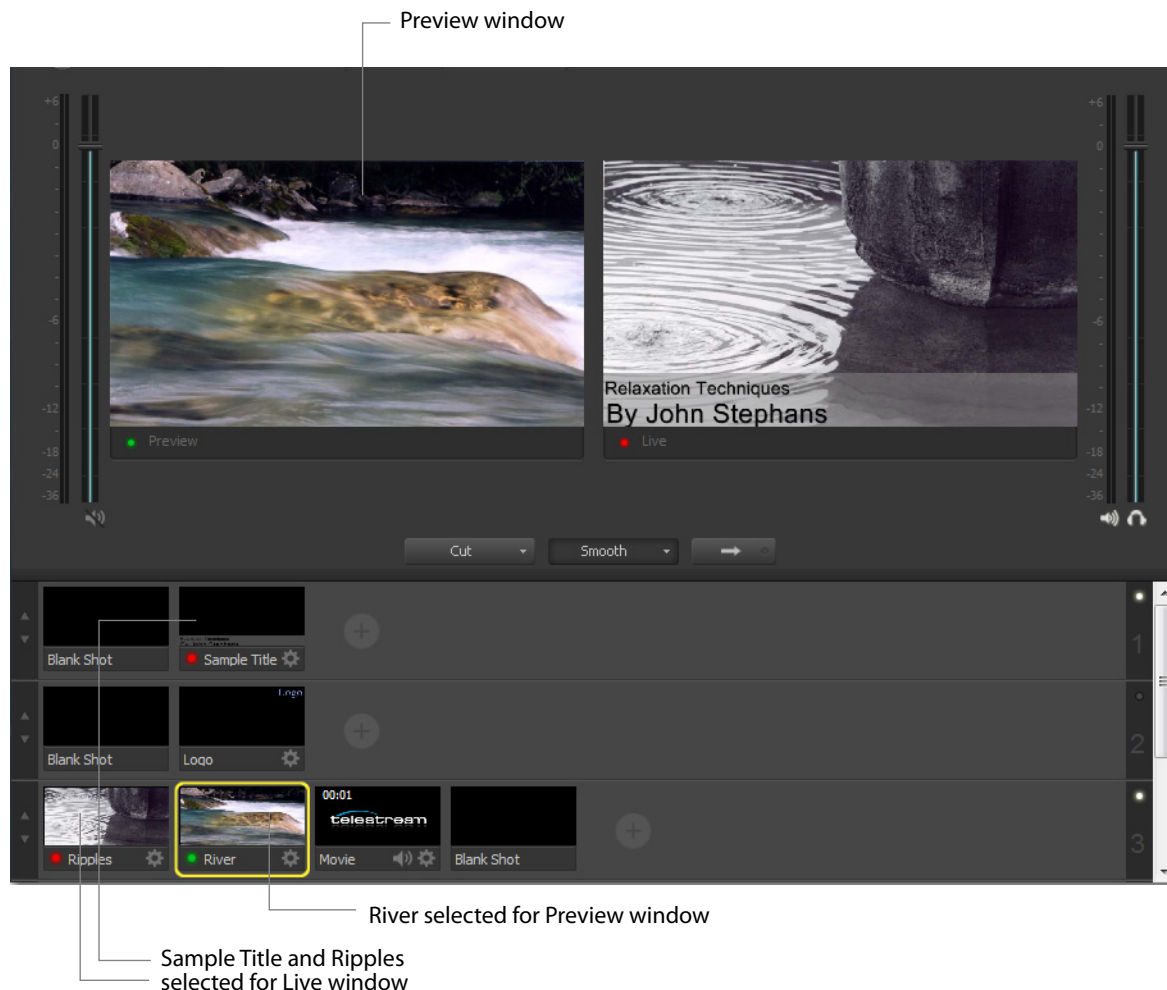 Preview window
+6
0
-6
-12
-18
-24
-36
+6
0
-6
-12
-18
-24
-36
Relaxation Techniques
By John Stephans
Preview
Live
Cut
Smooth
Blank Shot
Sample Title
1
Blank Shot
Logo
Logo
2
00:01
telestream
Ripples
River
Movie
Blank Shot
3
River selected for Preview window
Sample Title and Ripples
selected for Live window